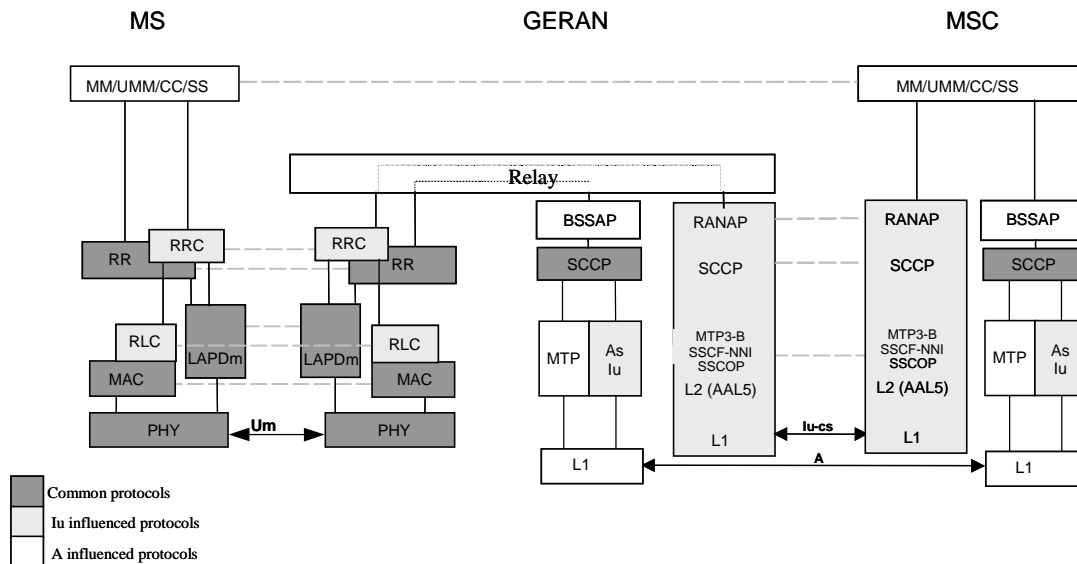 MS
GERAN
MSC
MM/UMM/CC/SS
MM/UMM/CC/SS
Relay
BSSAP
RANAP
RANAP
BSSAP
RRC
RRC
RR
RR
SCCP
SCCP
SCCP
SCCP
RLC
LAPDm
LAPDm
RLC
MTP
As
Iu
MTP3-B
SSCF-NNI
SSCOP
MTP3-B
SSCF-NNI
SSCOP
MTP
As
Iu
MAC
MAC
L2 (AAL5)
L2 (AAL5)
PHY
Um
PHY
L1
Iu-cs
L1
L1
A
L1
Common protocols
Iu influenced protocols
A influenced protocols